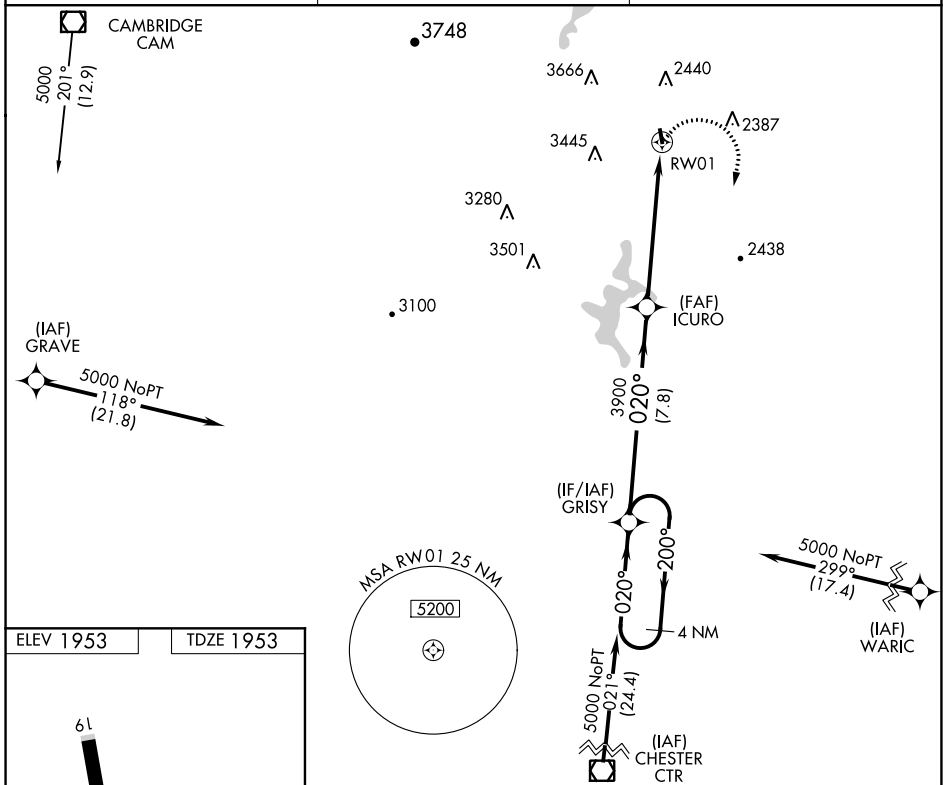 CAMBRIDGE
CAM
5000
201°
(12.9)
3748
3666
2440
2387
3445
RW01
3280
3501
2438
3100
(FAF)
ICURO
(IAF)
GRAVE
5000 NoPT
118°
(21.8)
3900
020°
(7.8)
(IF/IAF)
GRISY
200°
020°
4 NM
5000 NoPT
299°
(17.4)
(IAF)
WARIC
MSA RW01 25 NM
5200
5000 NoPT
021°
(24.4)
(IAF)
CHESTER
CTR
ELEV 1953
TDZE 1953
19